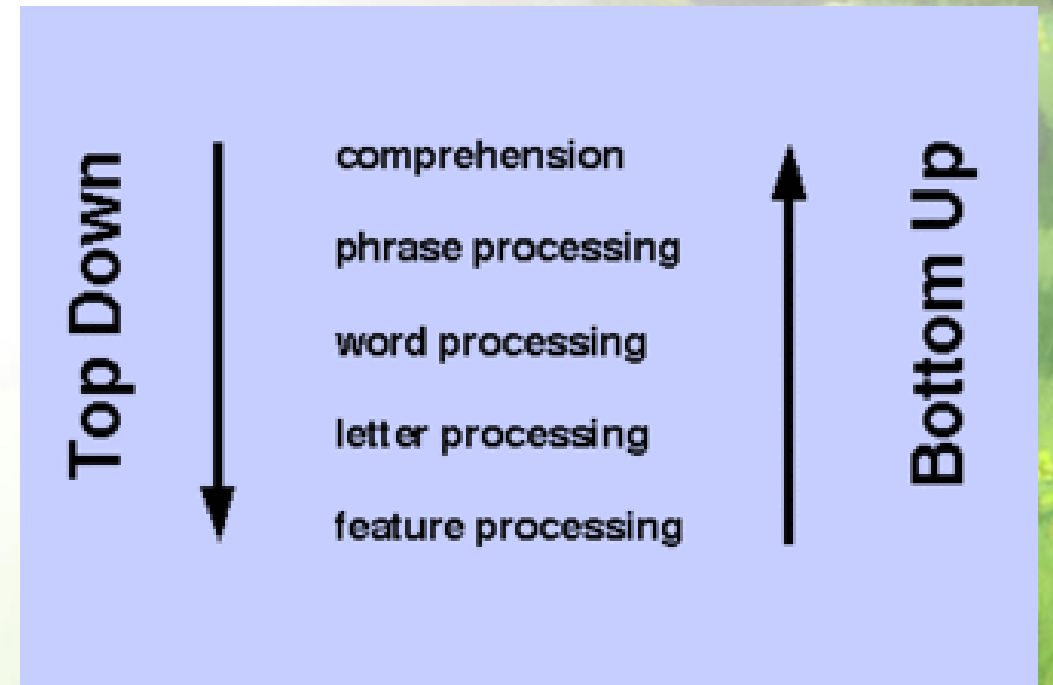 Top Down
comprehension
phrase processing
word processing
letter processing
feature processing
Bottom Up